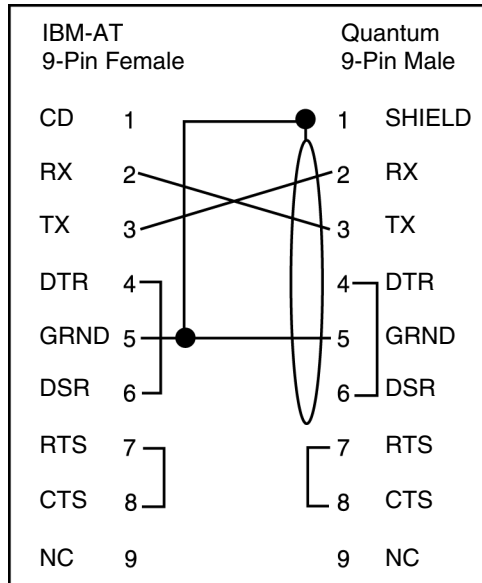 IBM-AT Quantum
9-Pin Female 9-Pin Male
CD 1 1 SHIELD
RX 2 2 RX
TX 3 3 TX
DTR 4 4 DTR
GRND 5 5 GRND
DSR 6 6 DSR
RTS 7 7 RTS
CTS 8 8 CTS
NC 9 9 NC